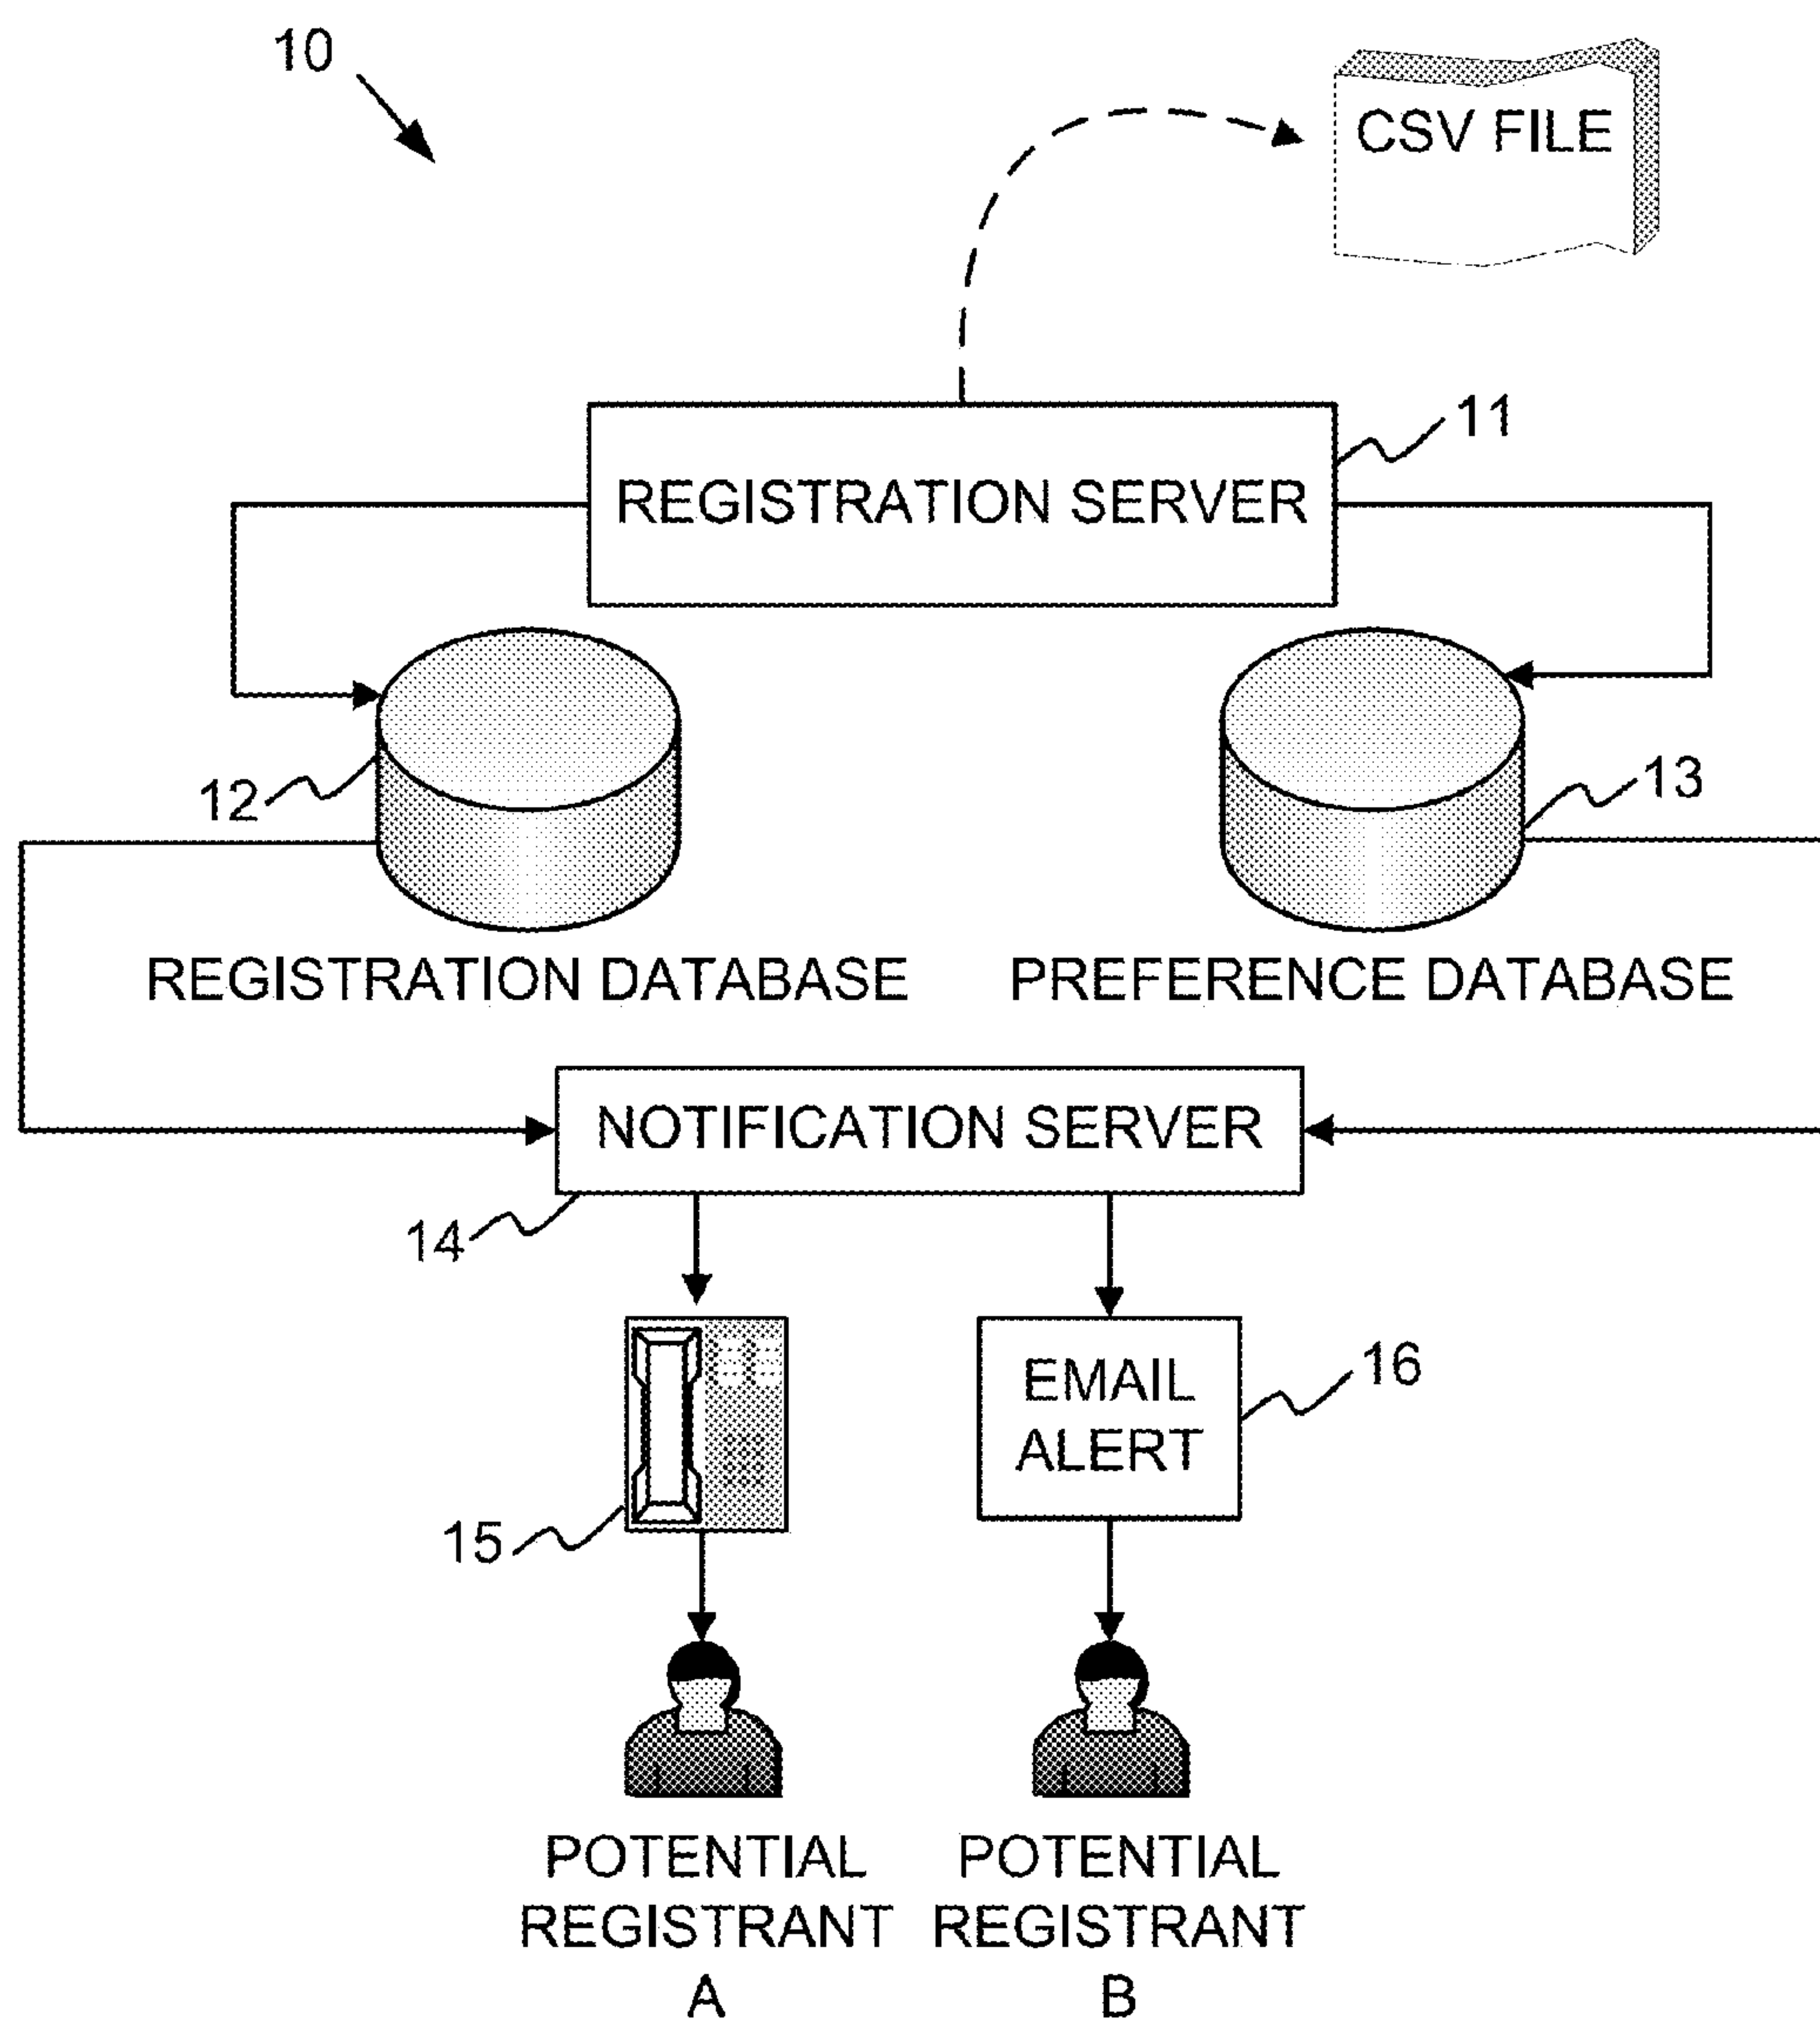 10
CSV FILE
11
REGISTRATION SERVER
12
13
REGISTRATION DATABASE
PREFERENCE DATABASE
NOTIFICATION SERVER
14
EMAIL
ALERT
16
15
POTENTIAL
REGISTRANT
A
POTENTIAL
REGISTRANT
B